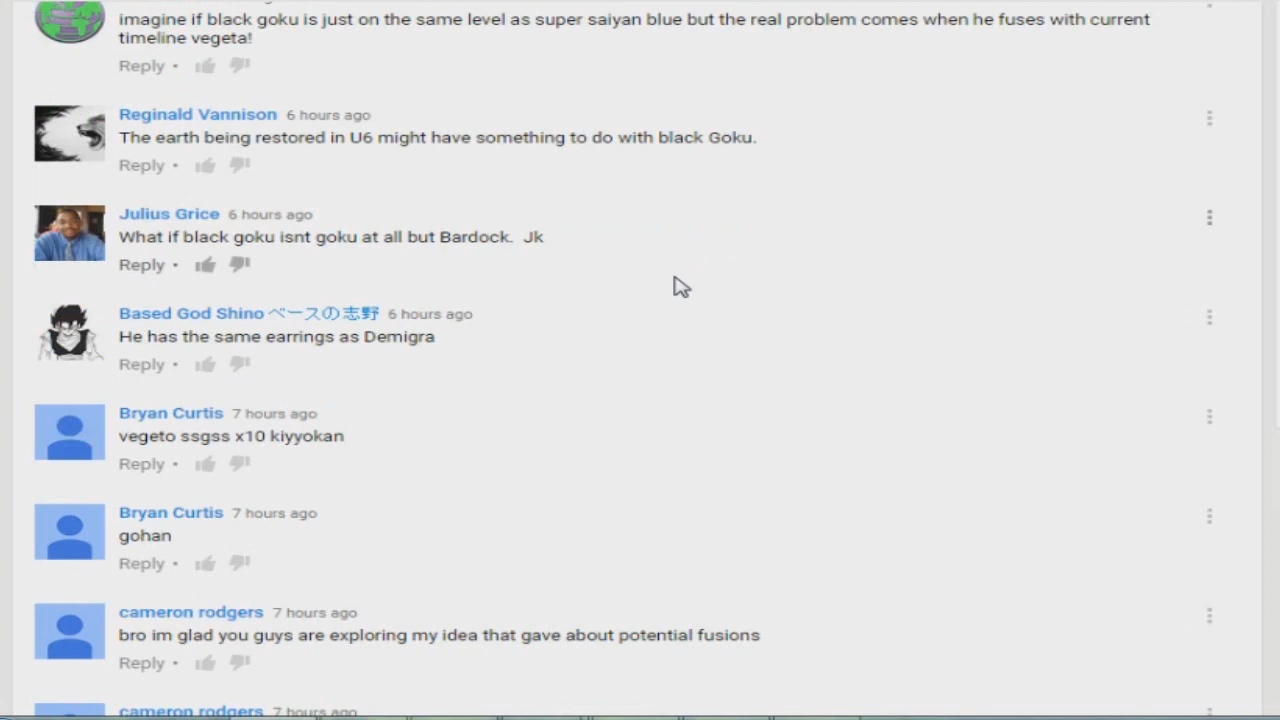 imagine if black goku is just on the same level as super saiyan blue but the real problem comes when he fuses with current
timeline vegeta!
Reply •
Reginald Vannison 6 hours ago
The earth being restored in U6 might have something to do with black Goku.
Reply •
Julius Grice 6 hours ago
What if black goku isnt goku at all but Bardock.  Jk
Reply •
Based God Shino ベースの志野 6 hours ago
He has the same earrings as Demigra
Reply •
Bryan Curtis 7 hours ago
vegeto ssgss x10 kiyyokan
Reply •
Bryan Curtis 7 hours ago
gohan
Reply •
cameron rodgers 7 hours ago
bro im glad you guys are exploring my idea that gave about potential fusions
Reply •
cameron rodgers 7 hours ago